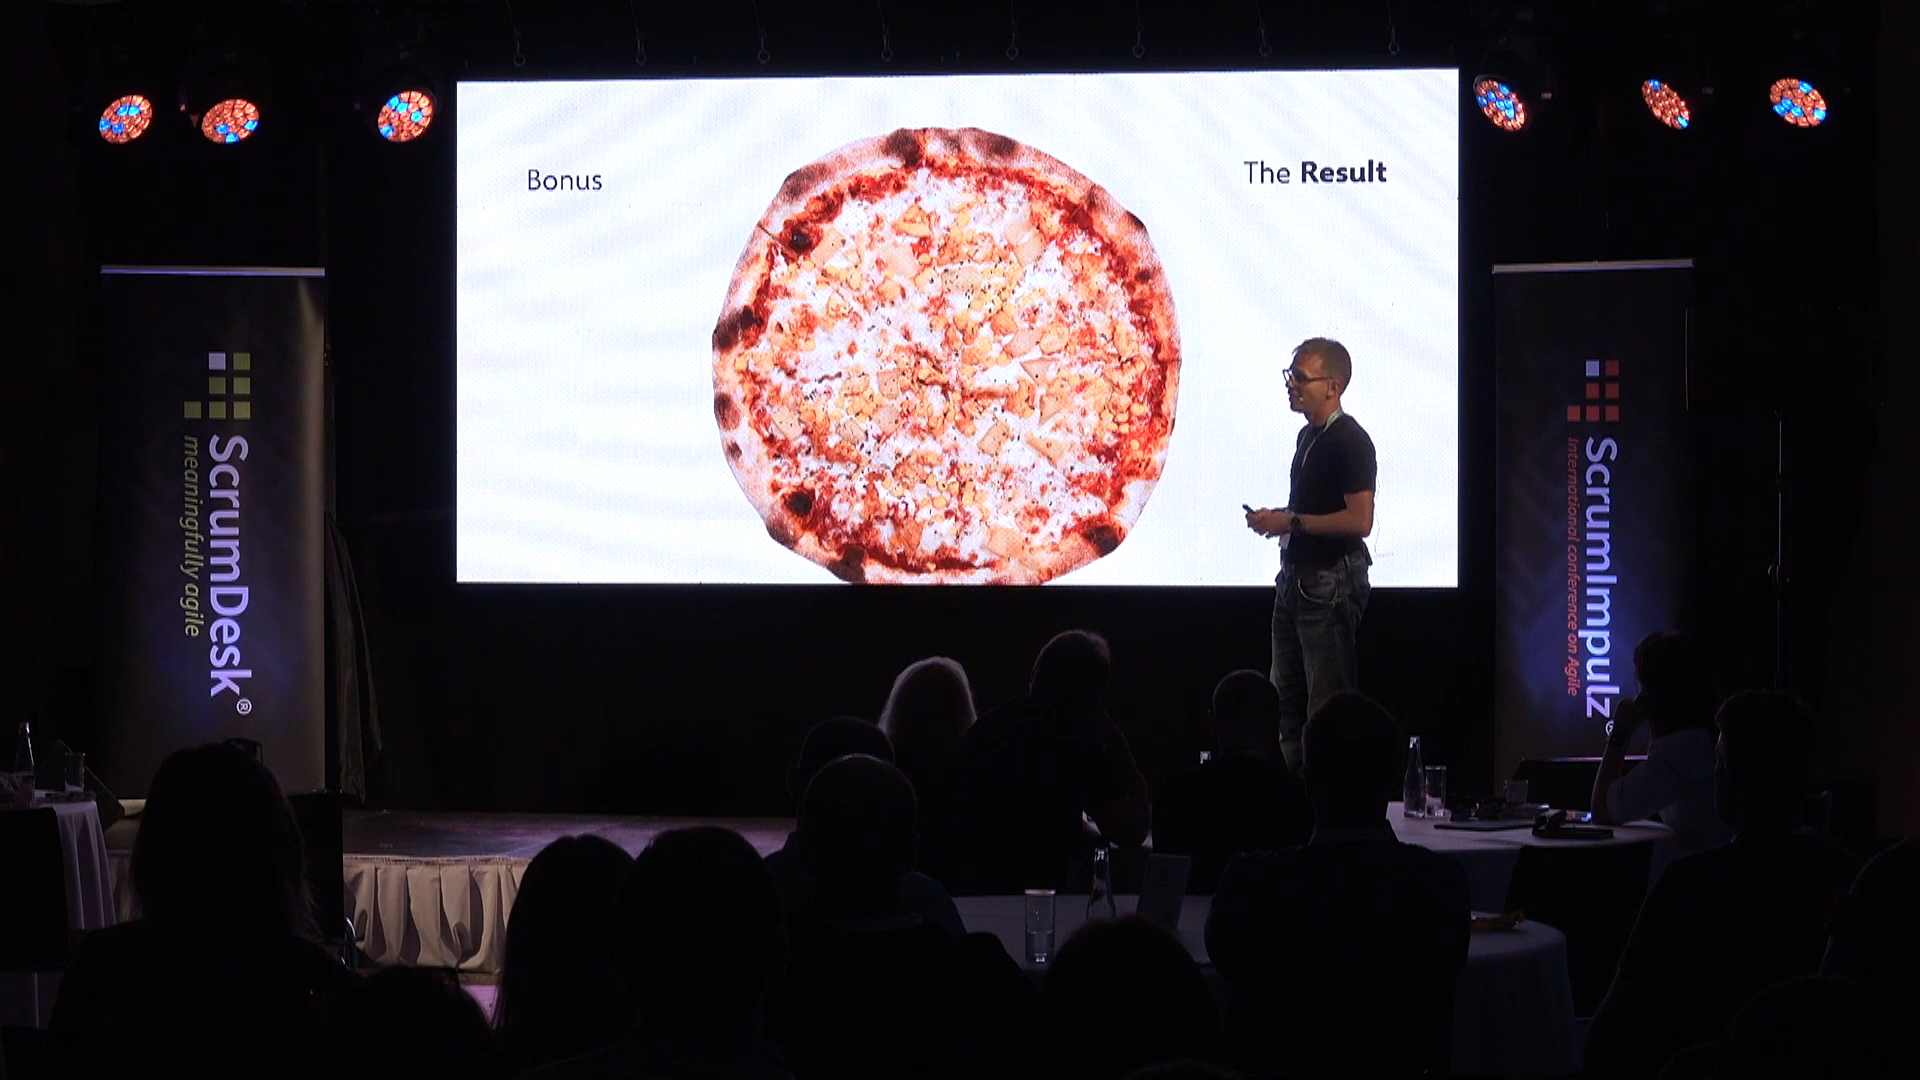 Bonus
The Result
ScrumDesk®
meaningfully agile
ScrumImpulz®
International conference on Agile